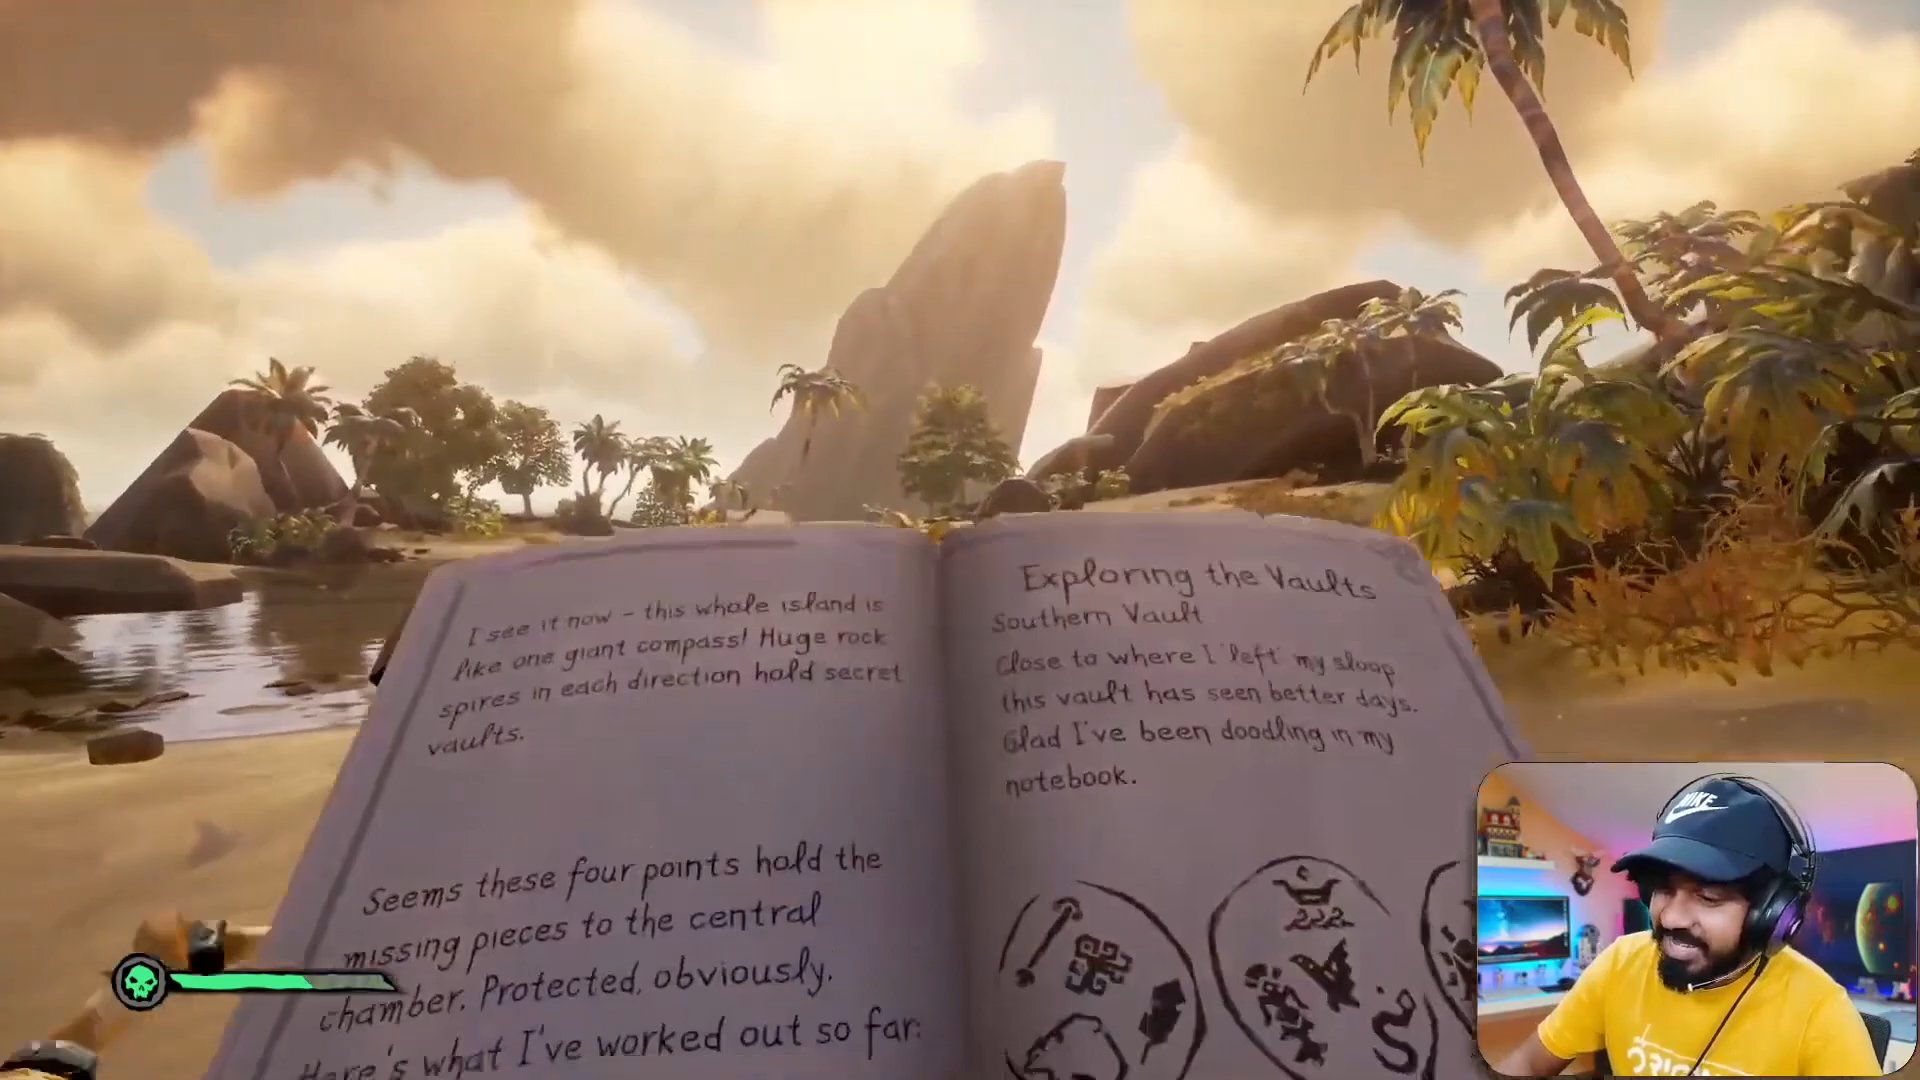 I see it now - this whole island is
like one giant compass! Huge rock
spires in each direction hold secret
vaults.
Seems these four points hold the
missing pieces to the central
chamber. Protected, obviously.
Here's what I've worked out so far:
Exploring the Vaults
Southern Vault
Close to where I left my sloop
this vault has seen better days.
Glad I've been doodling in my
notebook.
NIKE